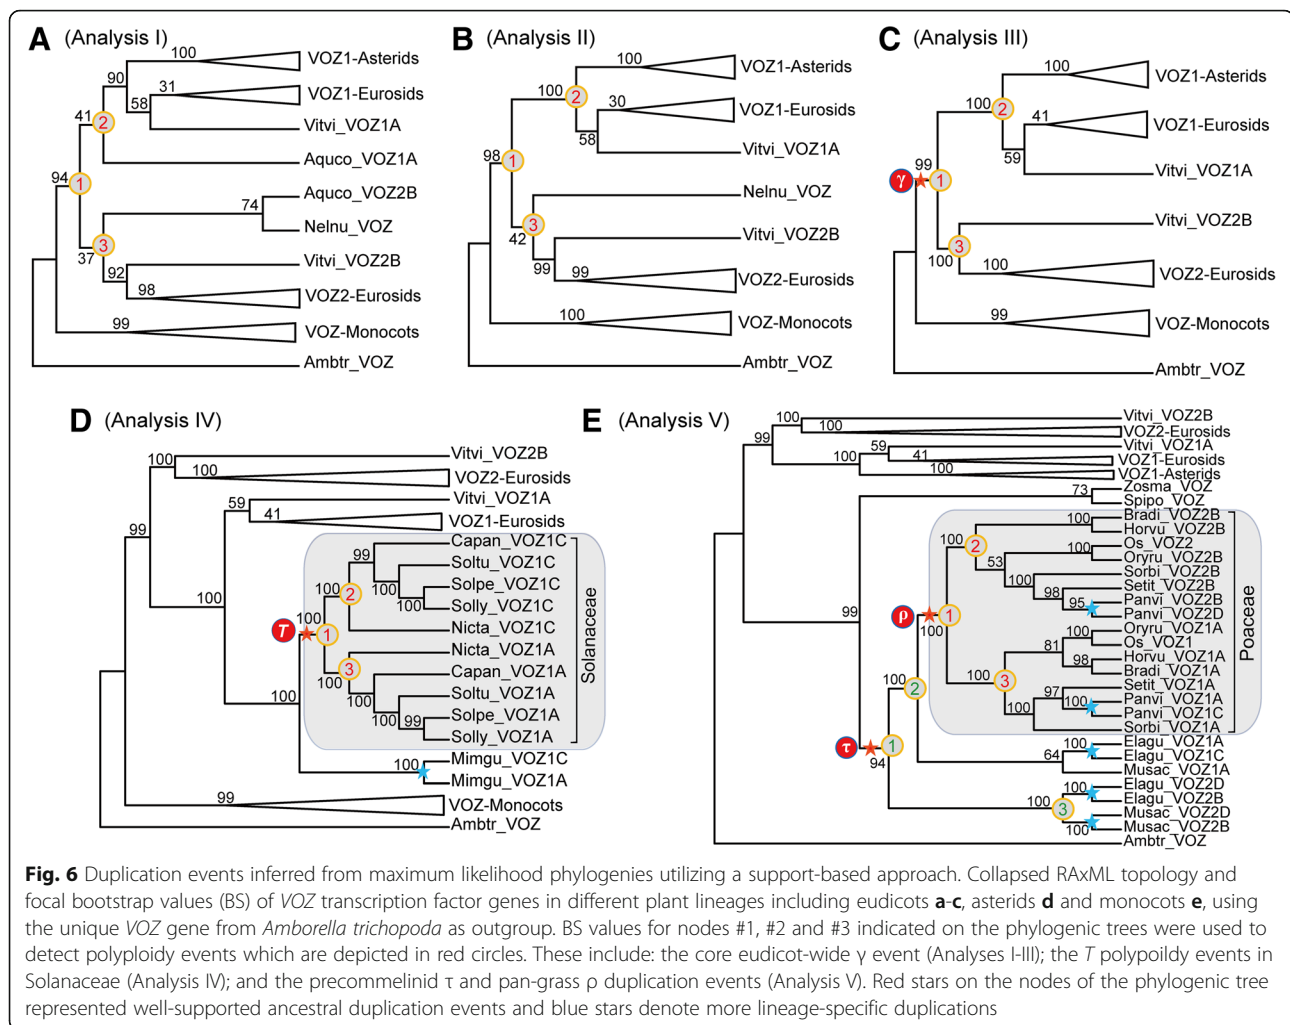 A (Analysis I)
100
VOZ1-Asterids
90
31
VOZ1-Eurosids
58
Vitvi_VOZ1A
41
2
Aquco_VOZ1A
94
1
Aquco_VOZ2B
74
Nelnu_VOZ
3
37
Vitvi_VOZ2B
92
98
VOZ2-Eurosids
99
VOZ-Monocots
Ambtr_VOZ
B (Analysis II)
100
VOZ1-Asterids
100
2
30
VOZ1-Eurosids
58
Vitvi_VOZ1A
98
1
Nelnu_VOZ
3
42
Vitvi_VOZ2B
99
99
VOZ2-Eurosids
100
VOZ-Monocots
Ambtr_VOZ
C (Analysis III)
100
VOZ1-Asterids
100
2
41
VOZ1-Eurosids
59
Vitvi_VOZ1A
99
γ
1
Vitvi_VOZ2B
3
100
100
VOZ2-Eurosids
99
VOZ-Monocots
Ambtr_VOZ
D (Analysis IV)
Vitvi_VOZ2B
100
100
VOZ2-Eurosids
Vitvi_VOZ1A
59
41
VOZ1-Eurosids
99
Capan_VOZ1C
99
Soltu_VOZ1C
100
Solpe_VOZ1C
100
Solly_VOZ1C
100
2
Nicta_VOZ1C
100
100
T
1
Nicta_VOZ1A
3
100
Capan_VOZ1A
Soltu_VOZ1A
100
Solpe_VOZ1A
100
99
Solly_VOZ1A
Solanaceae
100
Mimgu_VOZ1C
100
Mimgu_VOZ1A
99
VOZ-Monocots
Ambtr_VOZ
E (Analysis V)
Vitvi_VOZ2B
100
100
VOZ2-Eurosids
99
Vitvi_VOZ1A
59
41
VOZ1-Eurosids
100
100
VOZ1-Asterids
Zosma_VOZ
73
Spipo_VOZ
Bradi_VOZ2B
100
Horvu_VOZ2B
100
2
Os_VOZ2
100
Oryru_VOZ2B
53
Sorbi_VOZ2B
100
Setit_VOZ2B
98
Panvi_VOZ2B
95
Panvi_VOZ2D
99
ρ
1
100
Oryru_VOZ1A
100
Os_VOZ1
81
Horvu_VOZ1A
98
Bradi_VOZ1A
100
3
Setit_VOZ1A
97
Panvi_VOZ1A
100
Panvi_VOZ1C
100
Sorbi_VOZ1A
Poaceae
100
2
Elagu_VOZ1A
100
Elagu_VOZ1C
64
Musac_VOZ1A
τ
1
94
Elagu_VOZ2D
100
Elagu_VOZ2B
100
3
Musac_VOZ2D
100
Musac_VOZ2B
Ambtr_VOZ
Fig. 6 Duplication events inferred from maximum likelihood phylogenies utilizing a support-based approach. Collapsed RAxML topology and
focal bootstrap values (BS) of VOZ transcription factor genes in different plant lineages including eudicots a-c, asterids d and monocots e, using
the unique VOZ gene from Amborella trichopoda as outgroup. BS values for nodes #1, #2 and #3 indicated on the phylogenic trees were used to
detect polyploidy events which are depicted in red circles. These include: the core eudicot-wide γ event (Analyses I-III); the T polypoildy events in
Solanaceae (Analysis IV); and the precommelinid τ and pan-grass ρ duplication events (Analysis V). Red stars on the nodes of the phylogenic tree
represented well-supported ancestral duplication events and blue stars denote more lineage-specific duplications